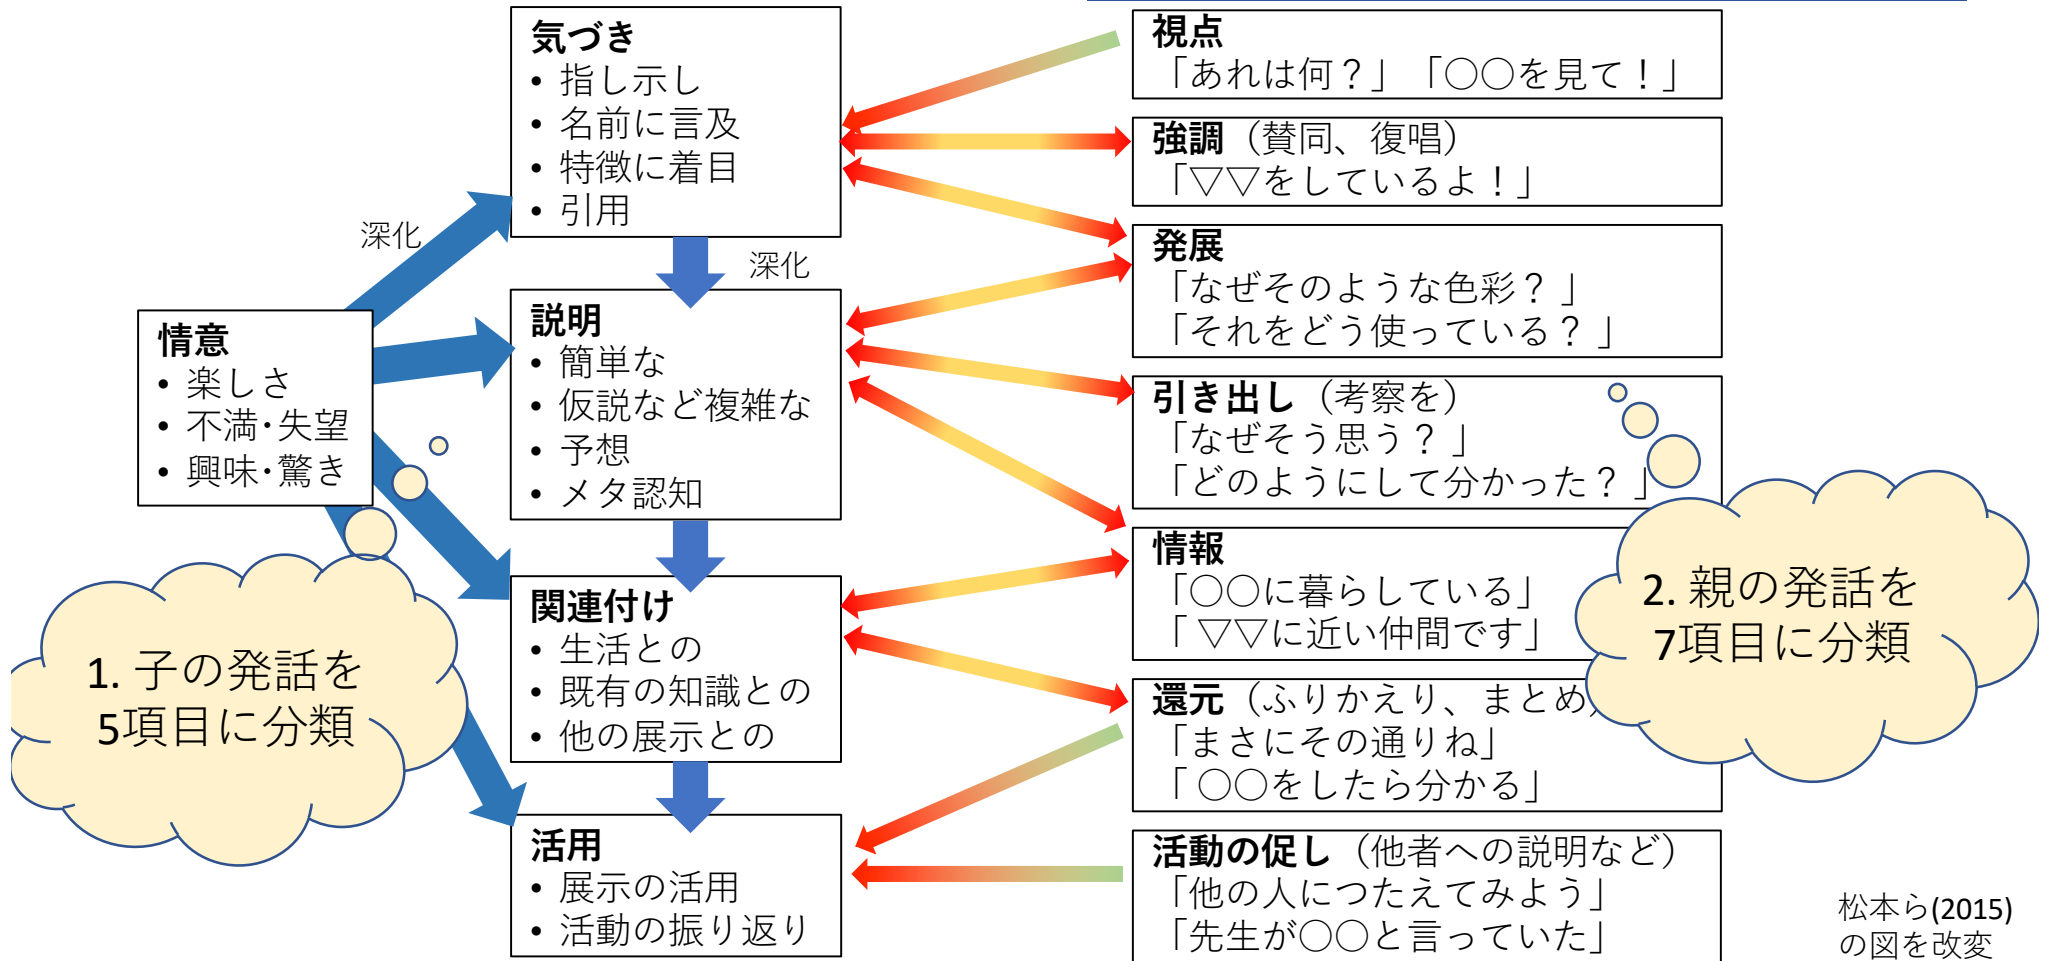 気づき
• 指し示し
• 名前に言及
• 特徴に着目
• 引用
深化
深化
情意
• 楽しさ
• 不満･失望
• 興味･驚き
説明
• 簡単な
• 仮説など複雑な
• 予想
• メタ認知
関連付け
• 生活との
• 既有の知識との
• 他の展示との
活用
• 展示の活用
• 活動の振り返り
1. 子の発話を
5項目に分類
視点
「あれは何？」「○○を見て！」
強調（賛同、復唱）
「▽▽をしているよ！」
発展
「なぜそのような色彩？」
「それをどう使っている？」
引き出し（考察を）
「なぜそう思う？」
「どのようにして分かった？」
情報
「○○に暮らしている」
「 ▽▽に近い仲間です」
還元（ふりかえり、まとめ）
「まさにその通りね」
「 ○○をしたら分かる」
活動の促し（他者への説明など）
「他の人につたえてみよう」
「先生が○○と言っていた」
2. 親の発話を
7項目に分類
松本ら(2015)
の図を改変